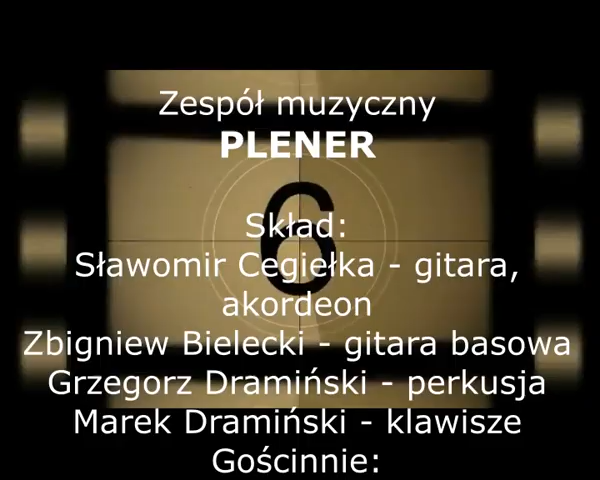 Zespół muzyczny
PLENER
6
Skład:
Sławomir Cegiełka - gitara,
akordeon
Zbigniew Bielecki - gitara basowa
Grzegorz Dramiński - perkusja
Marek Dramiński - klawisze
Gościnnie: